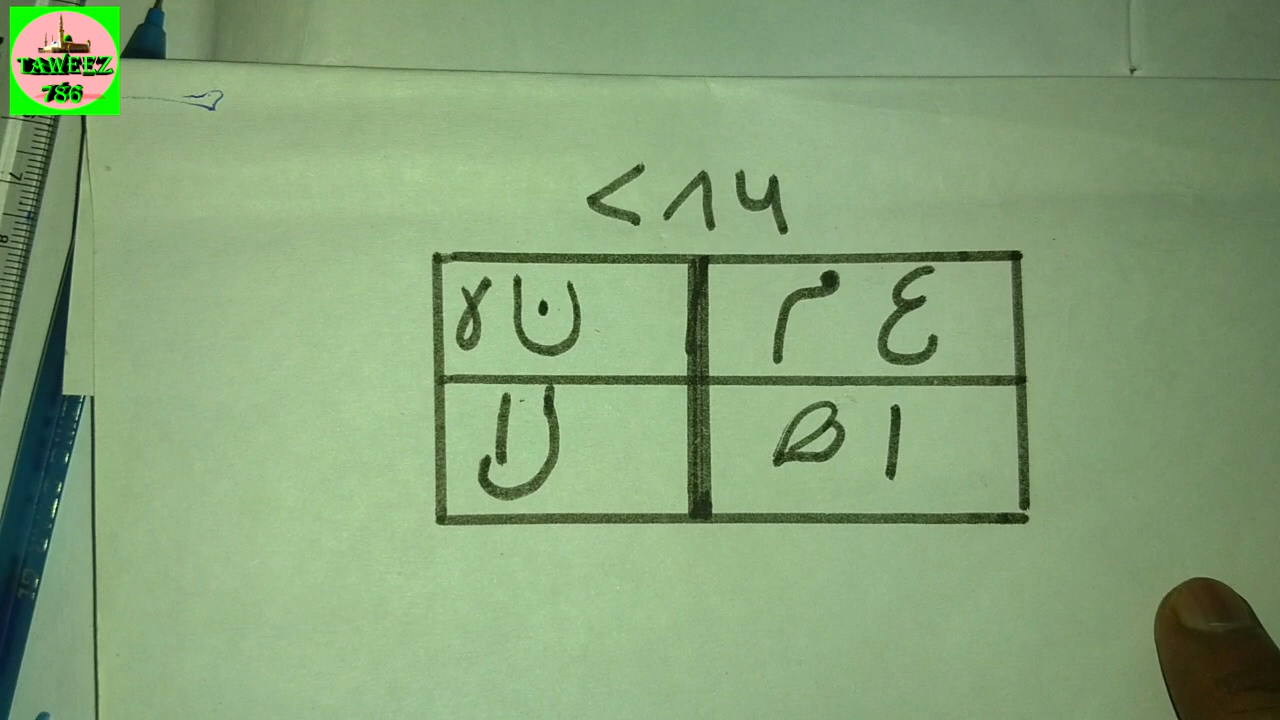 TAWEEZ
786
۷۸۶
ع م ن ہ
ا ھ ل ا